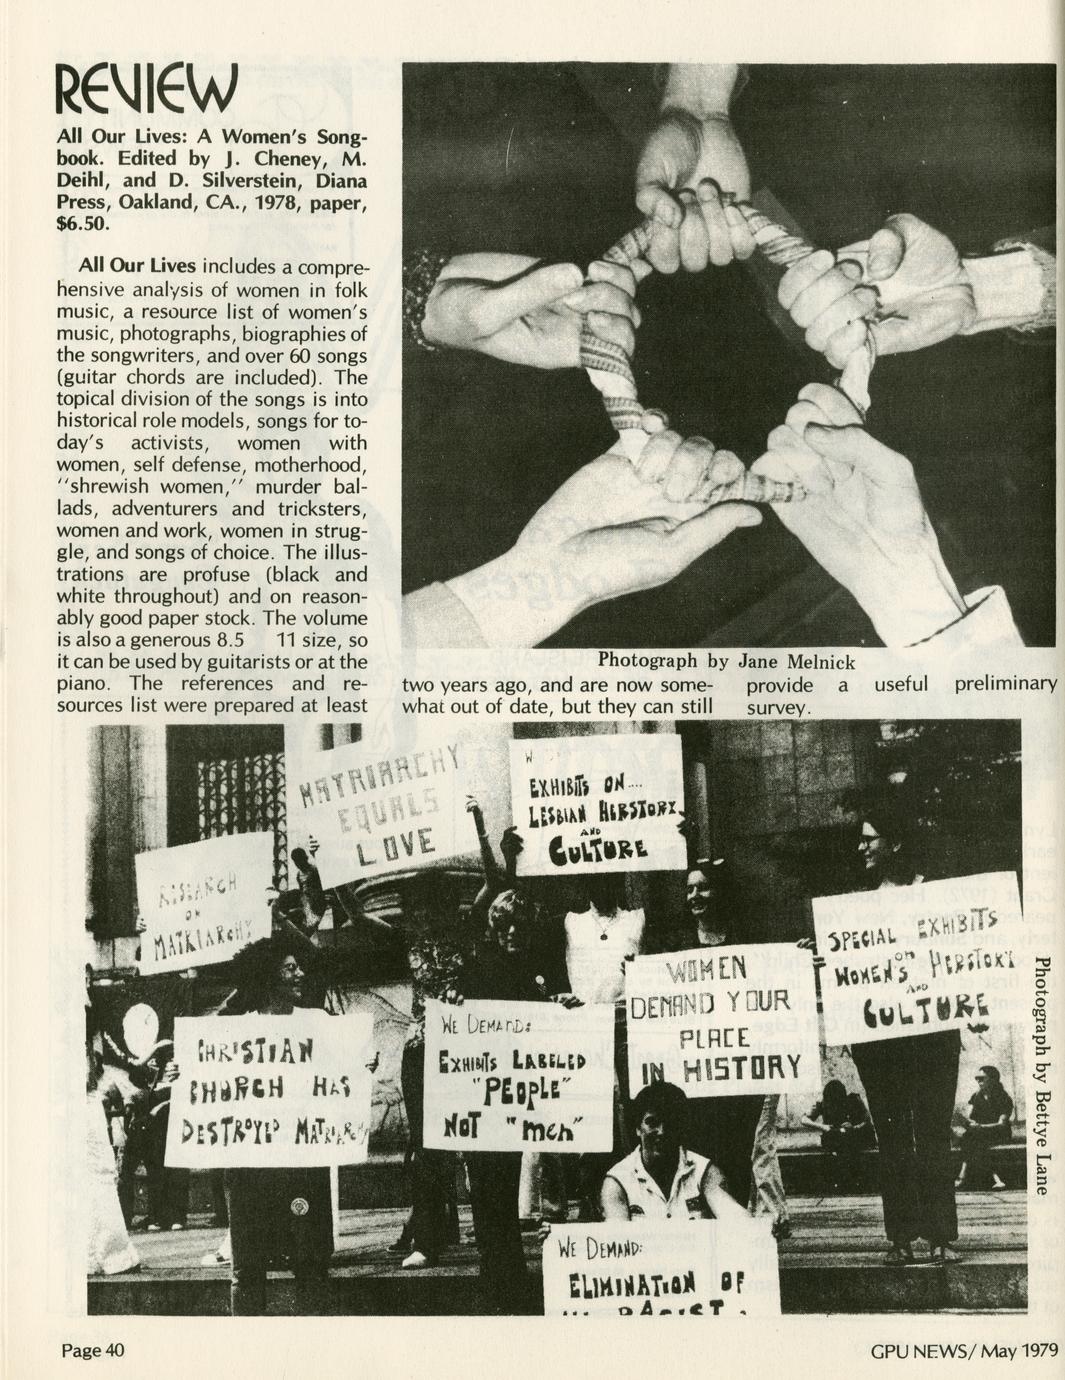 REVIEW
All Our Lives: A Women's Song-
book. Edited by J. Cheney, M.
Deihl, and D. Silverstein, Diana
Press, Oakland, CA., 1978, paper,
$6.50.
All Our Lives includes a compre-
hensive analysis of women in folk
music, a resource list of women's
music, photographs, biographies of
the songwriters, and over 60 songs
(guitar chords are included). The
topical division of the songs is into
historical role models, songs for to-
day's activists, women with
women, self defense, motherhood,
"shrewish women," murder bal-
lads, adventurers and tricksters,
women and work, women in strug-
gle, and songs of choice. The illus-
trations are profuse (black and
white throughout) and on reason-
ably good paper stock. The volume
is also a generous 8.5 11 size, so
it can be used by guitarists or at the
piano. The references and re-
sources list were prepared at least
Photograph by Jane Melnick
two years ago, and are now some-
what out of date, but they can still
provide a useful preliminary
survey.
MATRIARCHY
EQUALS
LOVE
EXHIBITS ON....
LESBIAN HERSTORY
AND
CULTURE
RESEARCH
ON
MATRIARCHY
SPECIAL EXHIBITS
on
WOMEN'S HERSTORY
AND
CULTURE
WOMEN
DEMAND YOUR
PLACE
IN HISTORY
CHRISTIAN
CHURCH HAS
DESTROYED MATRIARCHY
WE DEMAND:
EXHIBITS LABELED
"PEOPLE"
NOT "men"
WE DEMAND:
ELIMINATION OF
RACIST
Photograph by Bettye Lane
Page 40
GPU NEWS/ May 1979